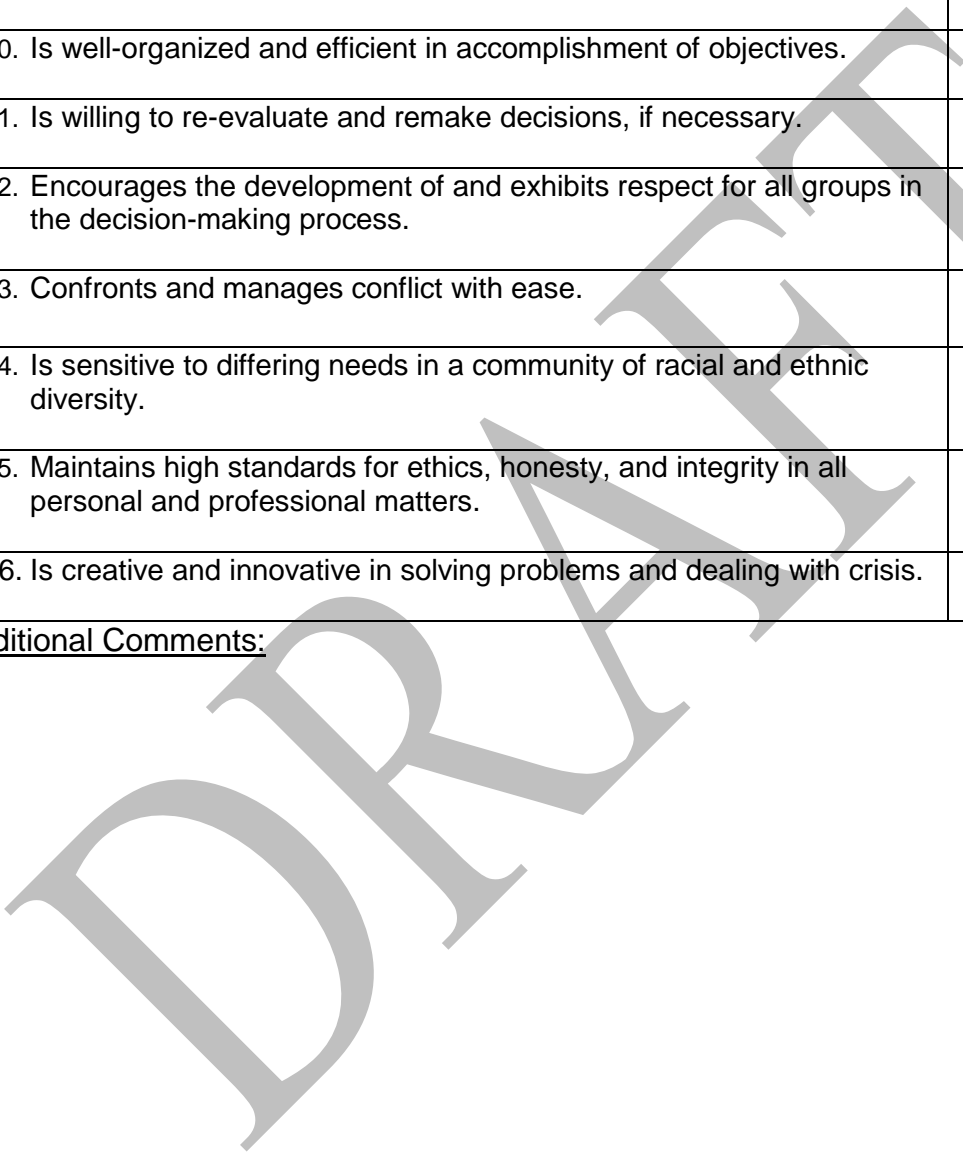 0. Is well-organized and efficient in accomplishment of objectives.
1. Is willing to re-evaluate and remake decisions, if necessary.
2. Encourages the development of and exhibits respect for all groups in
the decision-making process.
3. Confronts and manages conflict with ease.
4. Is sensitive to differing needs in a community of racial and ethnic
diversity.
5. Maintains high standards for ethics, honesty, and integrity in all
personal and professional matters.
6. Is creative and innovative in solving problems and dealing with crisis.
ditional Comments:
DRAFT